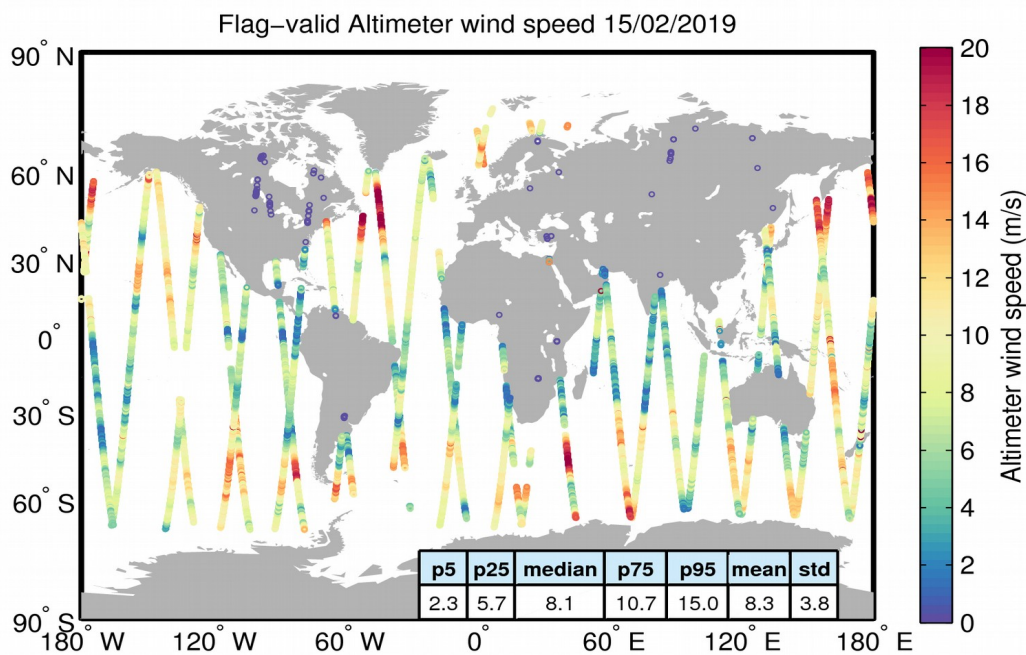 Flag−valid Altimeter wind speed 15/02/2019
90° N
60° N
30° N
0°
30° S
60° S
90° S
180° W
120° W
60° W
0°
60° E
120° E
180° E
p5 p25 median p75 p95 mean std
2.3 5.7 8.1 10.7 15.0 8.3 3.8
20
18
16
14
12
10
8
6
4
2
0
Altimeter wind speed (m/s)